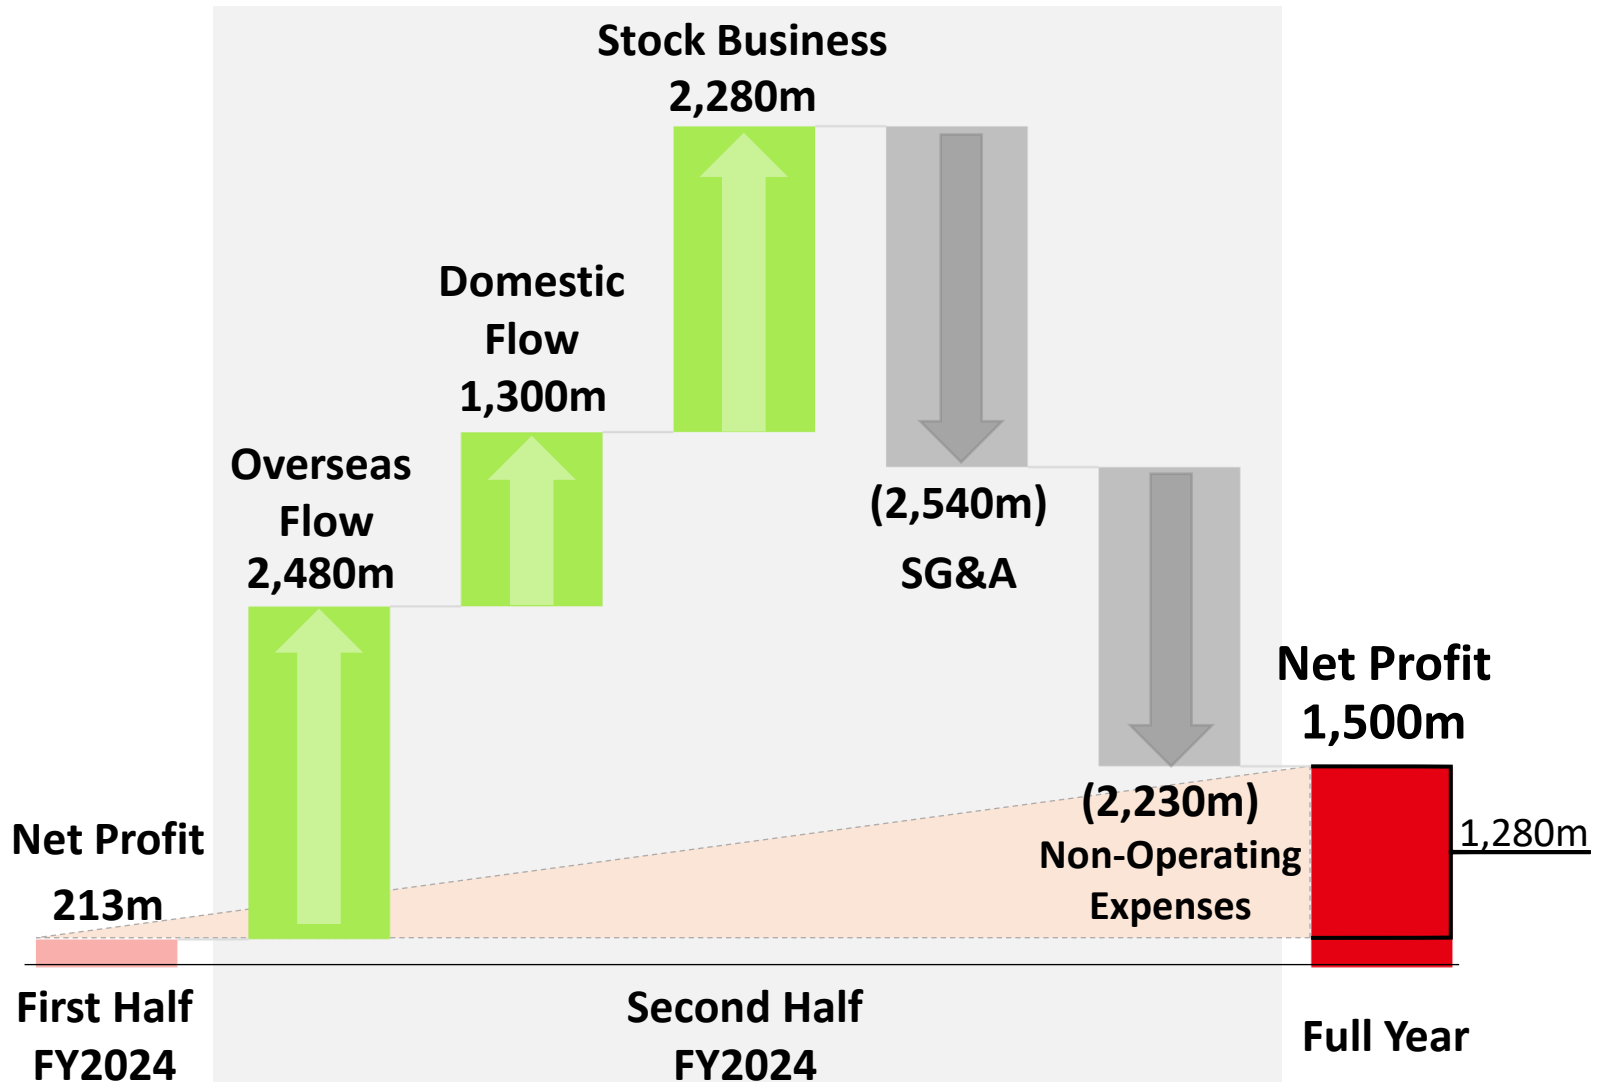 Stock Business
2,280m
Domestic
Flow
1,300m
Overseas
Flow
2,480m
(2,540m)
SG&A
Net Profit
1,500m
(2,230m)
Non-Operating
Expenses
1,280m
Net Profit
213m
First Half
FY2024
Second Half
FY2024
Full Year